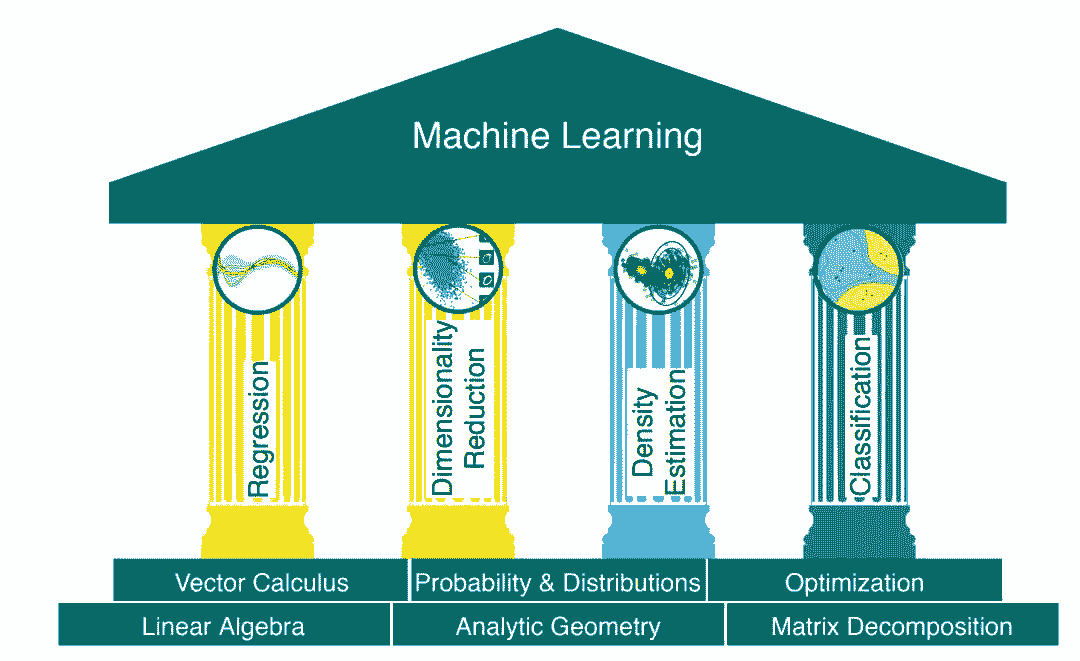 Machine Learning
Regression
Dimensionality
Reduction
Density
Estimation
Classification
Vector Calculus
Probability & Distributions
Optimization
Linear Algebra
Analytic Geometry
Matrix Decomposition